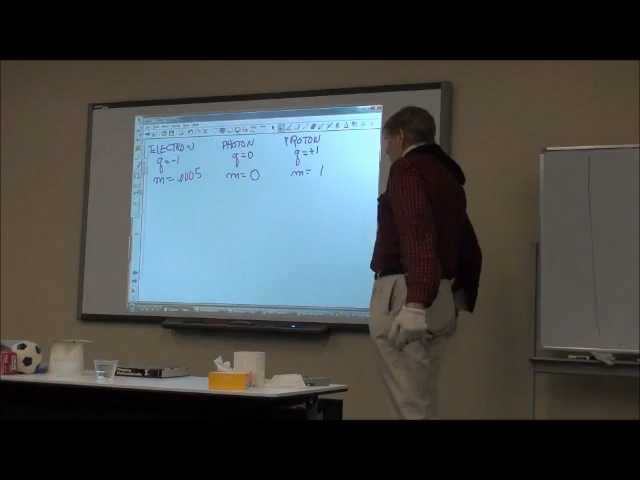 ELECTRON PHOTON PROTON
q=-1 q=0 q=+1
m=.0005 m=0 m=1